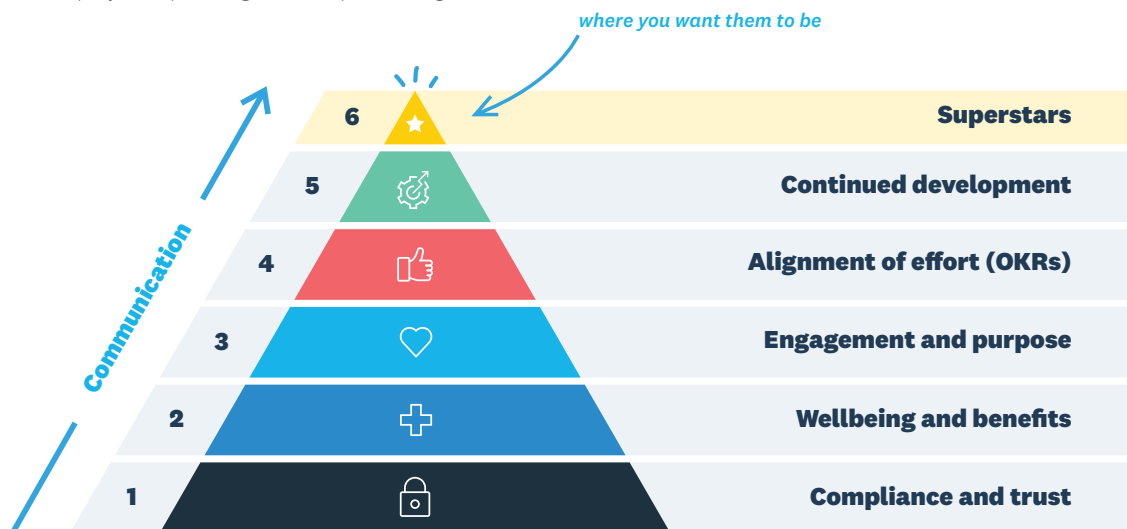 where you want them to be
6 Superstars
5 Continued development
4 Alignment of effort (OKRs)
3 Engagement and purpose
2 Wellbeing and benefits
1 Compliance and trust
Communication